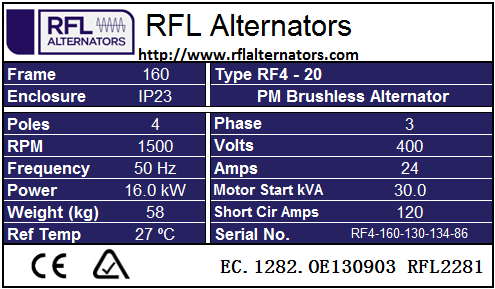 RFL
ALTERNATORS
RFL Alternators
http://www.rflalternators.com
Frame 160 Type RF4 - 20
Enclosure IP23 PM Brushless Alternator
Poles 4 Phase 3
RPM 1500 Volts 400
Frequency 50 Hz Amps 24
Power 16.0 kW Motor Start kVA 30.0
Weight (kg) 58 Short Cir Amps 120
Ref Temp 27 ºC Serial No. RF4-160-130-134-86
CE EC.1282.OE130903 RFL2281